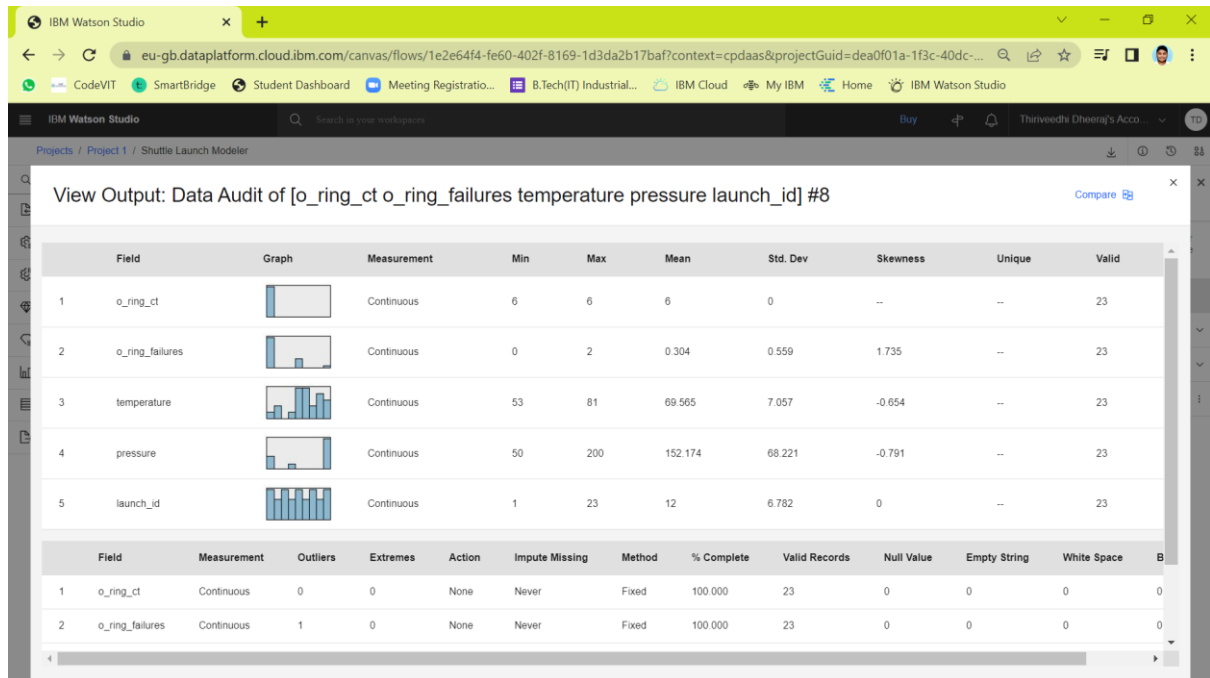 IBM Watson Studio
eu-gb.dataplatform.cloud.ibm.com/canvas/flows/1e2e64f4-fe60-402f-8169-1d3da2b17baf?context=cpdaas&projectGuid=dea0f01a-1f3c-40dc-...
CodeVIT SmartBridge Student Dashboard Meeting Registratio... B.Tech(IT) Industrial... IBM Cloud My IBM Home IBM Watson Studio
IBM Watson Studio Search in your workspaces Buy Thiriveedhi Dheeraj's Acco... TD
Projects / Project 1 / Shuttle Launch Modeler
View Output: Data Audit of [o_ring_ct o_ring_failures temperature pressure launch_id] #8 Compare
Field Graph Measurement Min Max Mean Std. Dev Skewness Unique Valid
1 o_ring_ct Continuous 6 6 6 0 -- -- 23
2 o_ring_failures Continuous 0 2 0.304 0.559 1.735 -- 23
3 temperature Continuous 53 81 69.565 7.057 -0.654 -- 23
4 pressure Continuous 50 200 152.174 68.221 -0.791 -- 23
5 launch_id Continuous 1 23 12 6.782 0 -- 23
Field Measurement Outliers Extremes Action Impute Missing Method % Complete Valid Records Null Value Empty String White Space B
1 o_ring_ct Continuous 0 0 None Never Fixed 100.000 23 0 0 0 0
2 o_ring_failures Continuous 1 0 None Never Fixed 100.000 23 0 0 0 0